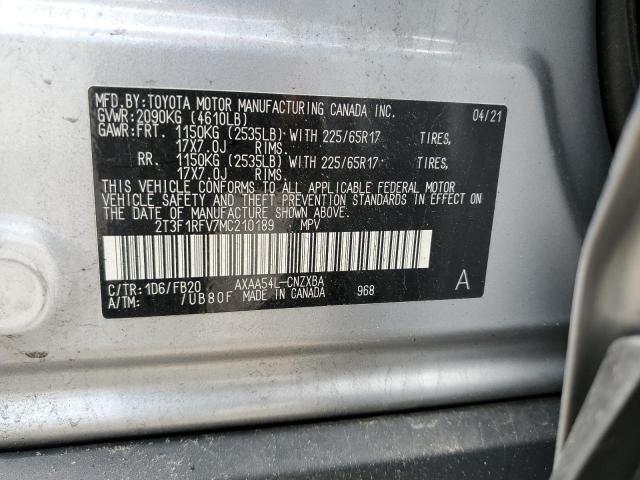 MFD.BY:TOYOTA MOTOR MANUFACTURING CANADA INC. 04/21
GVWR:2090KG (4610LB)
GAWR:FRT. 1150KG (2535LB) WITH 225/65R17 TIRES,
17X7.0J RIMS.
RR. 1150KG (2535LB) WITH 225/65R17 TIRES,
17X7.0J RIMS.
THIS VEHICLE CONFORMS TO ALL APPLICABLE FEDERAL MOTOR
VEHICLE SAFETY AND THEFT PREVENTION STANDARDS IN EFFECT ON
THE DATE OF MANUFACTURE SHOWN ABOVE.
2T3F1RFV7MC210189 MPV
C/TR:1D6/FB20 AXAA54L-CNZXBA A
A/TM: /UB80F MADE IN CANADA 968